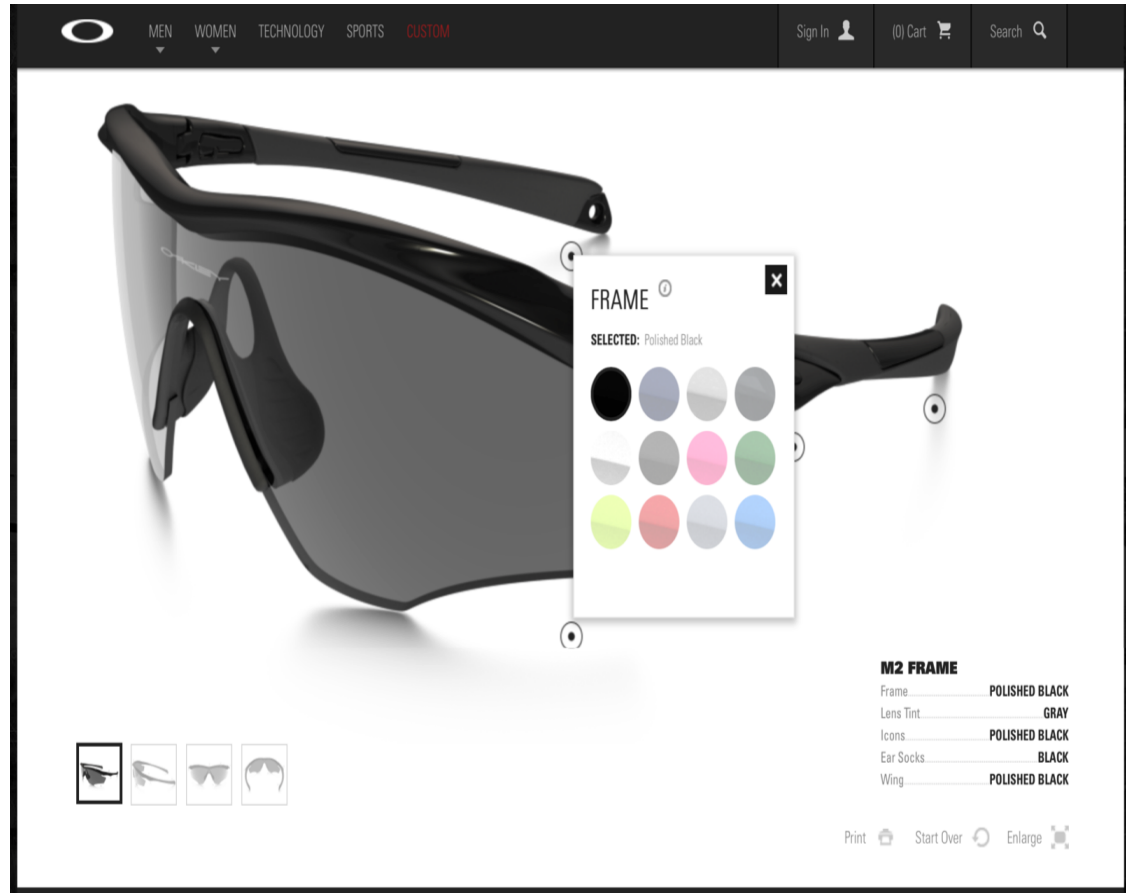 MEN WOMEN TECHNOLOGY SPORTS CUSTOM Sign In (0) Cart Search
OAKLEY
FRAME i
SELECTED: Polished Black
M2 FRAME
Frame POLISHED BLACK
Lens Tint GRAY
Icons POLISHED BLACK
Ear Socks BLACK
Wing POLISHED BLACK
Print Start Over Enlarge